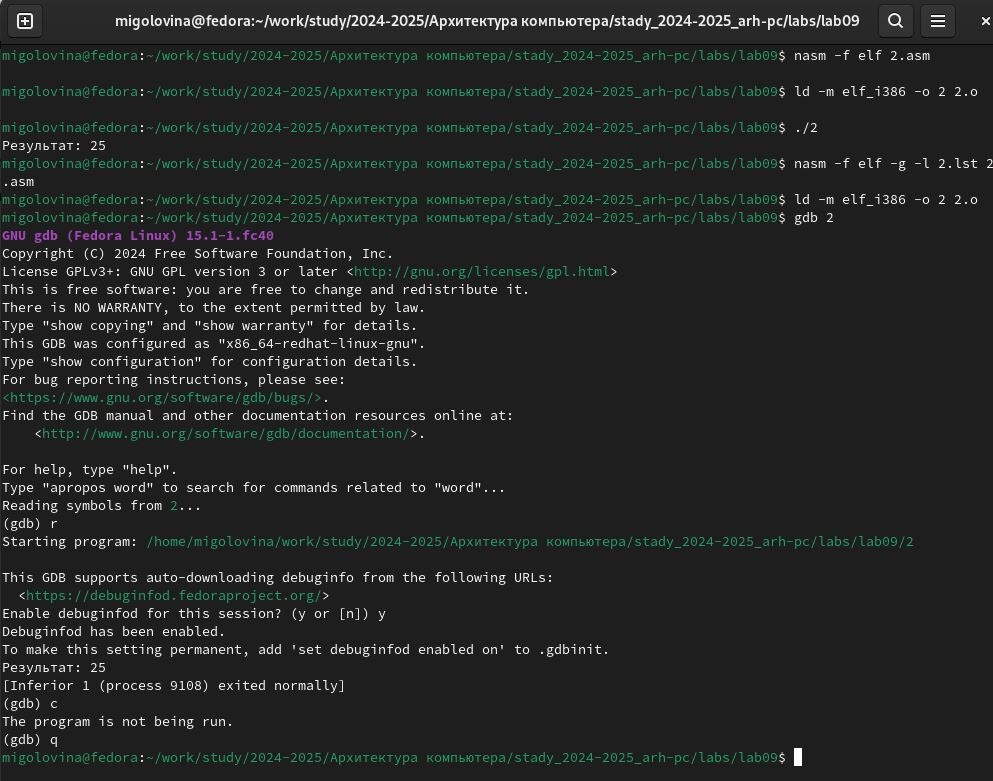 migolovina@fedora:~/work/study/2024-2025/Архитектура компьютера/stady_2024-2025_arh-pc/labs/lab09
migolovina@fedora:~/work/study/2024-2025/Архитектура компьютера/stady_2024-2025_arh-pc/labs/lab09$ nasm -f elf 2.asm
migolovina@fedora:~/work/study/2024-2025/Архитектура компьютера/stady_2024-2025_arh-pc/labs/lab09$ ld -m elf_i386 -o 2 2.o
migolovina@fedora:~/work/study/2024-2025/Архитектура компьютера/stady_2024-2025_arh-pc/labs/lab09$ ./2
Результат: 25
migolovina@fedora:~/work/study/2024-2025/Архитектура компьютера/stady_2024-2025_arh-pc/labs/lab09$ nasm -f elf -g -l 2.lst 2
.asm
migolovina@fedora:~/work/study/2024-2025/Архитектура компьютера/stady_2024-2025_arh-pc/labs/lab09$ ld -m elf_i386 -o 2 2.o
migolovina@fedora:~/work/study/2024-2025/Архитектура компьютера/stady_2024-2025_arh-pc/labs/lab09$ gdb 2
GNU gdb (Fedora Linux) 15.1-1.fc40
Copyright (C) 2024 Free Software Foundation, Inc.
License GPLv3+: GNU GPL version 3 or later <http://gnu.org/licenses/gpl.html>
This is free software: you are free to change and redistribute it.
There is NO WARRANTY, to the extent permitted by law.
Type "show copying" and "show warranty" for details.
This GDB was configured as "x86_64-redhat-linux-gnu".
Type "show configuration" for configuration details.
For bug reporting instructions, please see:
<https://www.gnu.org/software/gdb/bugs/>.
Find the GDB manual and other documentation resources online at:
    <http://www.gnu.org/software/gdb/documentation/>.
For help, type "help".
Type "apropos word" to search for commands related to "word"...
Reading symbols from 2...
(gdb) r
Starting program: /home/migolovina/work/study/2024-2025/Архитектура компьютера/stady_2024-2025_arh-pc/labs/lab09/2
This GDB supports auto-downloading debuginfo from the following URLs:
  <https://debuginfod.fedoraproject.org/>
Enable debuginfod for this session? (y or [n]) y
Debuginfod has been enabled.
To make this setting permanent, add 'set debuginfod enabled on' to .gdbinit.
Результат: 25
[Inferior 1 (process 9108) exited normally]
(gdb) c
The program is not being run.
(gdb) q
migolovina@fedora:~/work/study/2024-2025/Архитектура компьютера/stady_2024-2025_arh-pc/labs/lab09$